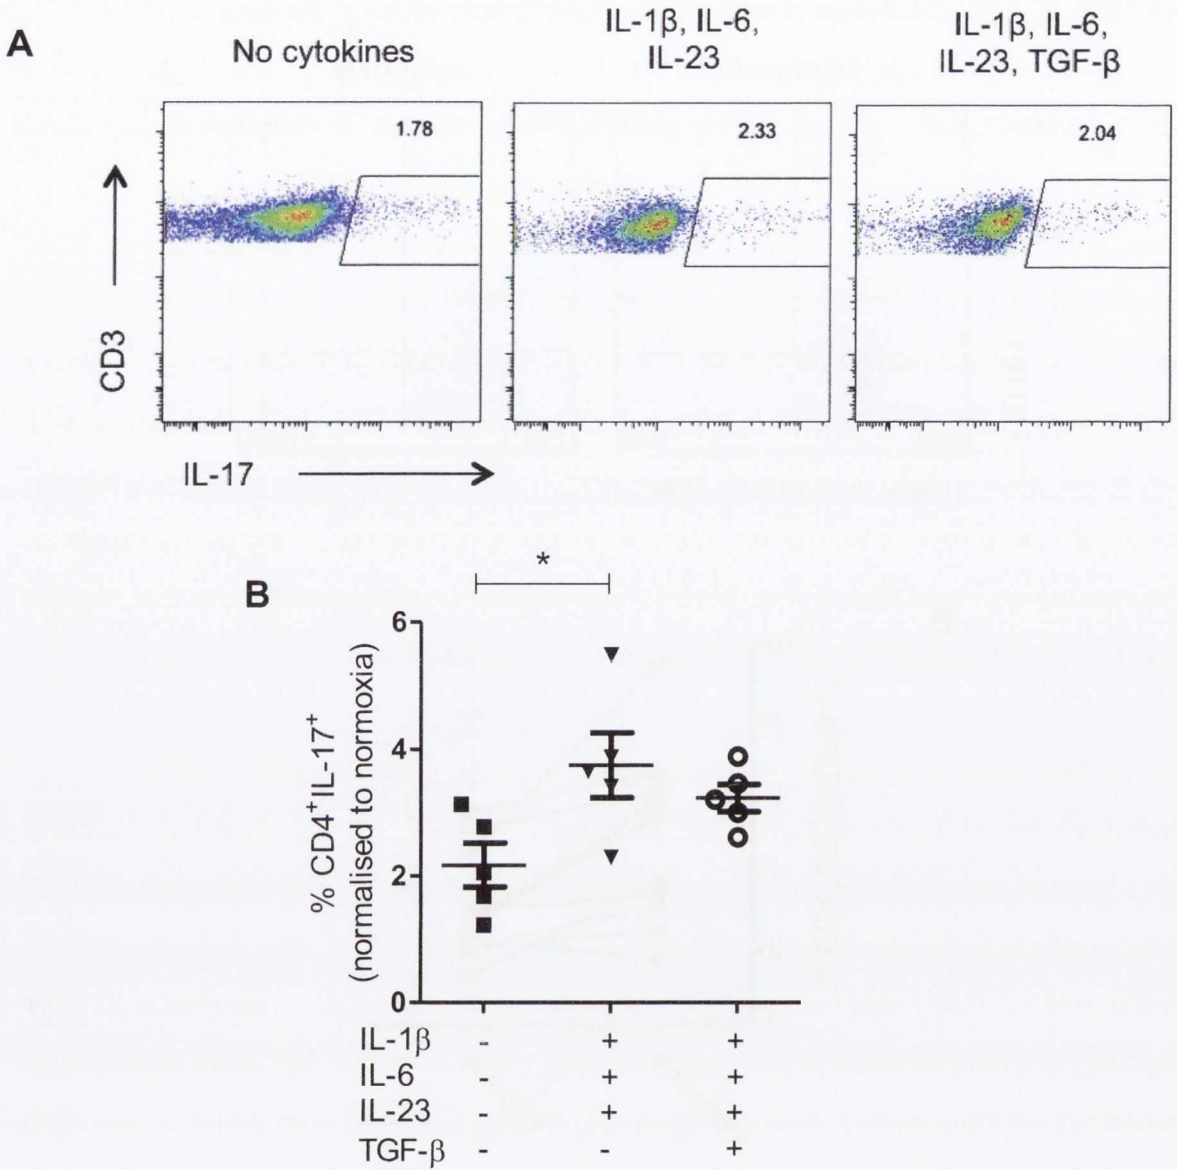 A
No cytokines
IL-1β, IL-6,
IL-23
IL-1β, IL-6,
IL-23, TGF-β
1.78
2.33
2.04
CD3
IL-17
B
*
% CD4⁺IL-17⁺
(normalised to normoxia)
6
4
2
0
IL-1β - + +
IL-6 - + +
IL-23 - + +
TGF-β - - +